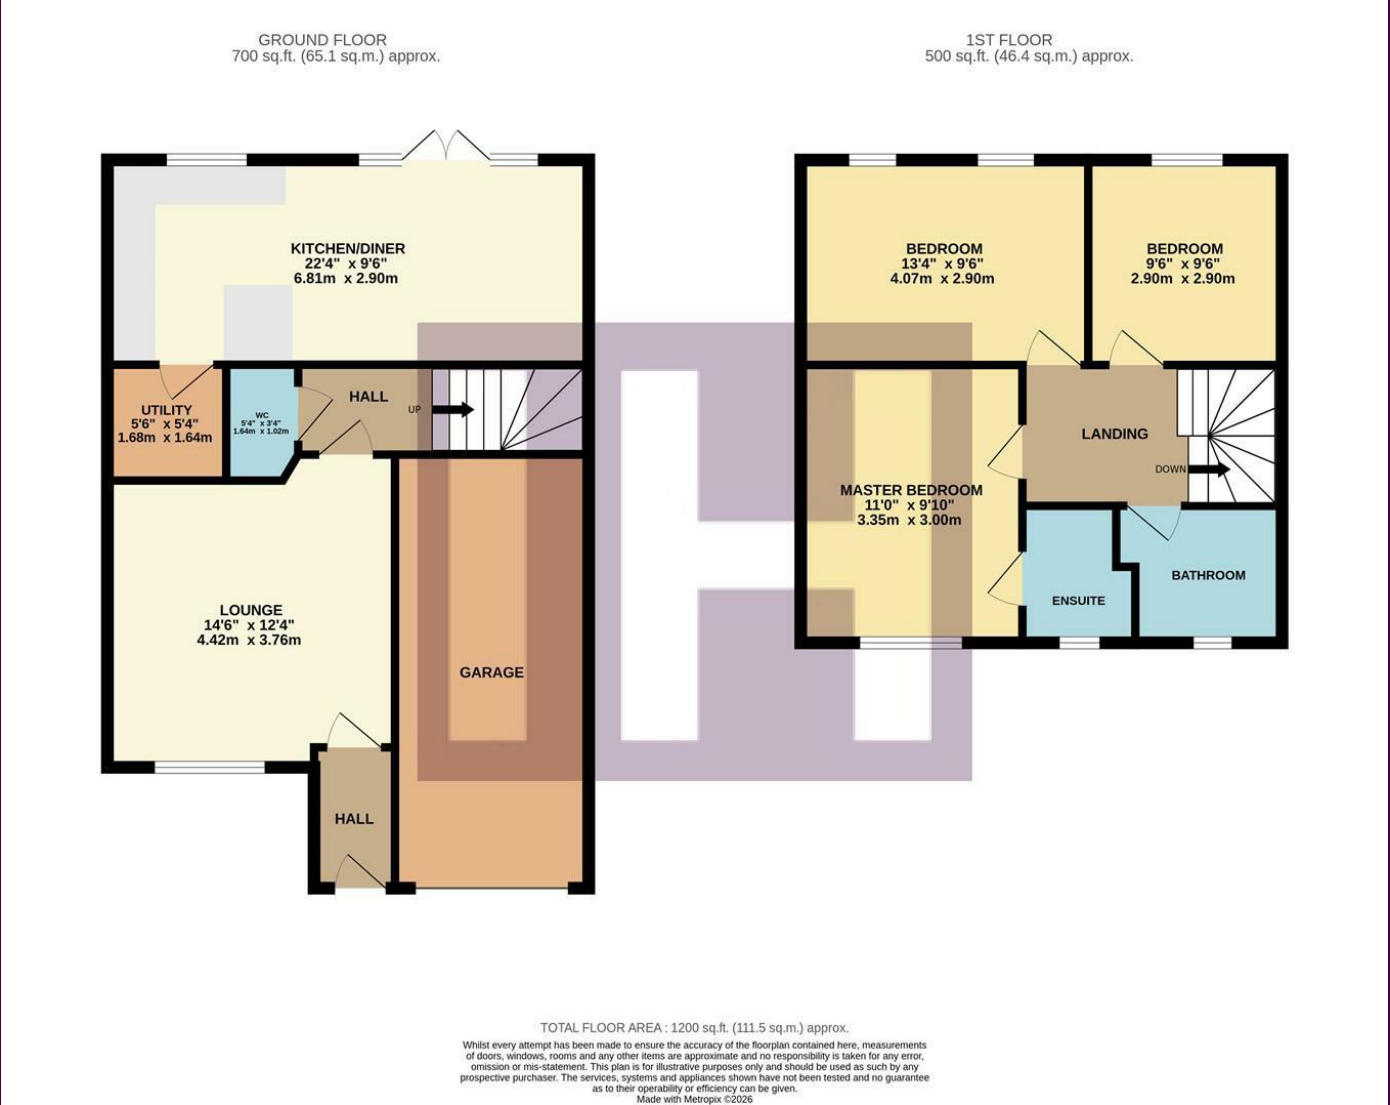 GROUND FLOOR
700 sq.ft. (65.1 sq.m.) approx.
1ST FLOOR
500 sq.ft. (46.4 sq.m.) approx.
KITCHEN/DINER
22'4" x 9'6"
6.81m x 2.90m
UTILITY
5'6" x 5'4"
1.68m x 1.64m
WC
5'4" x 3'4"
1.64m x 1.02m
HALL
UP
LOUNGE
14'6" x 12'4"
4.42m x 3.76m
GARAGE
HALL
BEDROOM
13'4" x 9'6"
4.07m x 2.90m
BEDROOM
9'6" x 9'6"
2.90m x 2.90m
LANDING
DOWN
MASTER BEDROOM
11'0" x 9'10"
3.35m x 3.00m
ENSUITE
BATHROOM
TOTAL FLOOR AREA : 1200 sq.ft. (111.5 sq.m.) approx.
Whilst every attempt has been made to ensure the accuracy of the floorplan contained here, measurements
of doors, windows, rooms and any other items are approximate and no responsibility is taken for any error,
omission or mis-statement. This plan is for illustrative purposes only and should be used as such by any
prospective purchaser. The services, systems and appliances shown have not been tested and no guarantee
as to their operability or efficiency can be given.
Made with Metropix ©2026